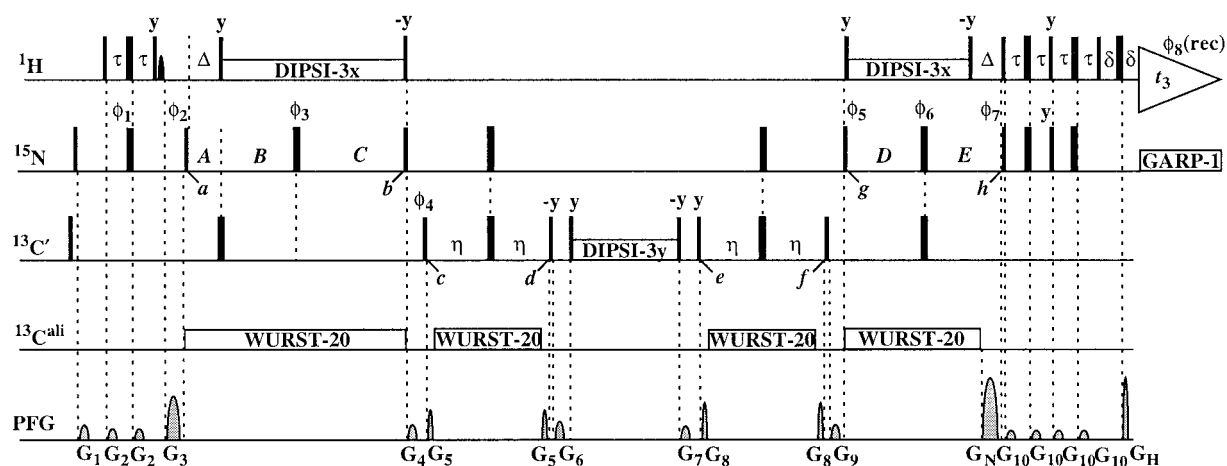 y y -y y -y y ϕ8(rec)
1H τ τ Δ DIPSI-3x DIPSI-3x Δ τ τ τ τ δ δ t3
ϕ1 ϕ2 ϕ3 ϕ5 ϕ6 ϕ7 y
15N A B C D E GARP-1
a b g h
ϕ4 -y y -y y
13C′ η η DIPSI-3y η η
c d e f
13Cali WURST-20 WURST-20 WURST-20 WURST-20
PFG
G1 G2 G2 G3 G4 G5 G5 G6 G7 G8 G8 G9 GN G10 G10 G10 G10 GH